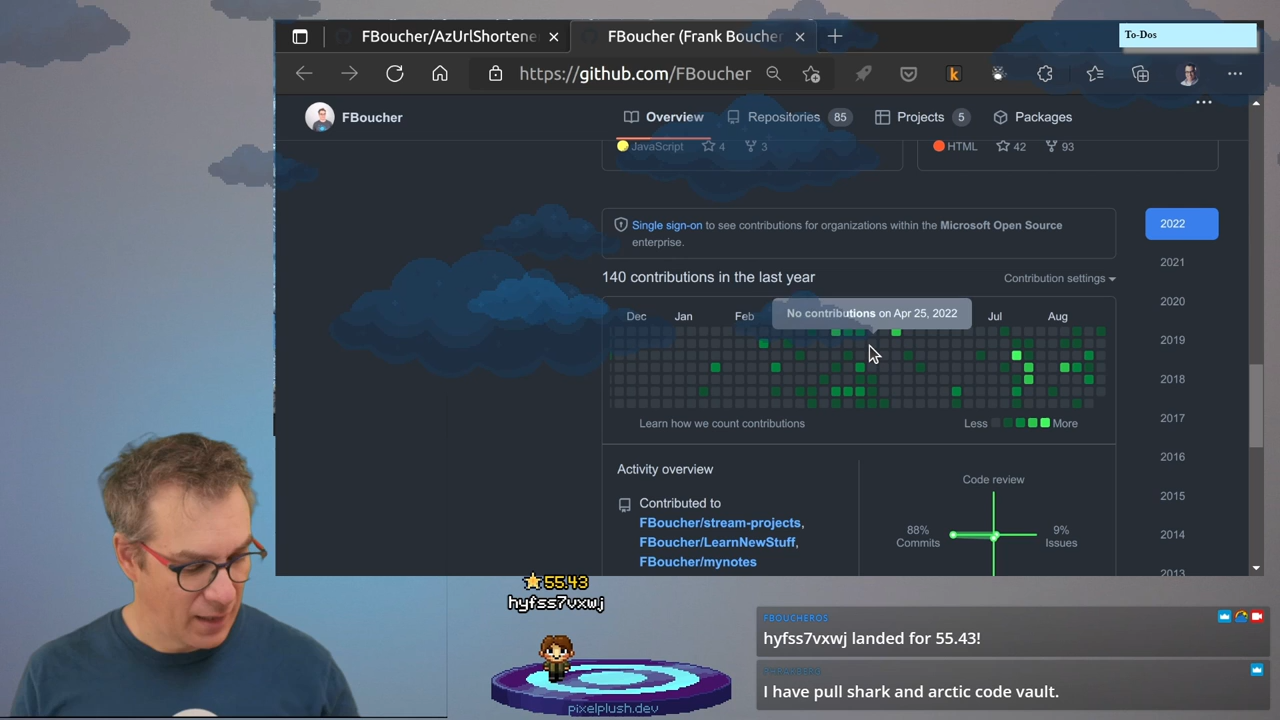 FBoucher/AzUrlShortene
FBoucher (Frank Boucher
To-Dos
https://github.com/FBoucher
FBoucher
Overview
Repositories 85
Projects 5
Packages
JavaScript 4 3
HTML 42 93
Single sign-on to see contributions for organizations within the Microsoft Open Source
enterprise.
140 contributions in the last year
Contribution settings
Dec Jan Feb Jul Aug
No contributions on Apr 25, 2022
Learn how we count contributions
Less More
2022
2021
2020
2019
2018
2017
2016
2015
2014
2013
Activity overview
Contributed to
FBoucher/stream-projects,
FBoucher/LearnNewStuff,
FBoucher/mynotes
Code review
88%
Commits
9%
Issues
55.43
hyfss7vxwj
pixelplush.dev
FBOUCHEROS
hyfss7vxwj landed for 55.43!
I have pull shark and arctic code vault.